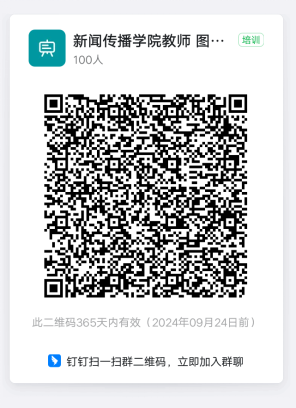 新闻传播学院教师 图…
培训
100人
此二维码365天内有效（2024年09月24日前）
钉钉扫一扫群二维码，立即加入群聊